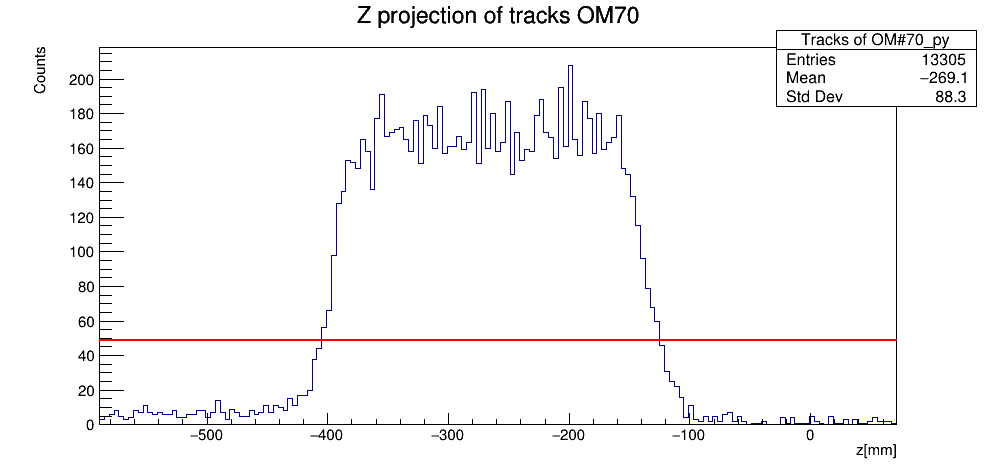 Z projection of tracks OM70
Tracks of OM#70_py
Entries 13305
Mean −269.1
Std Dev 88.3
Counts
200
180
160
140
120
100
80
60
40
20
0
−500 −400 −300 −200 −100 0
z[mm]